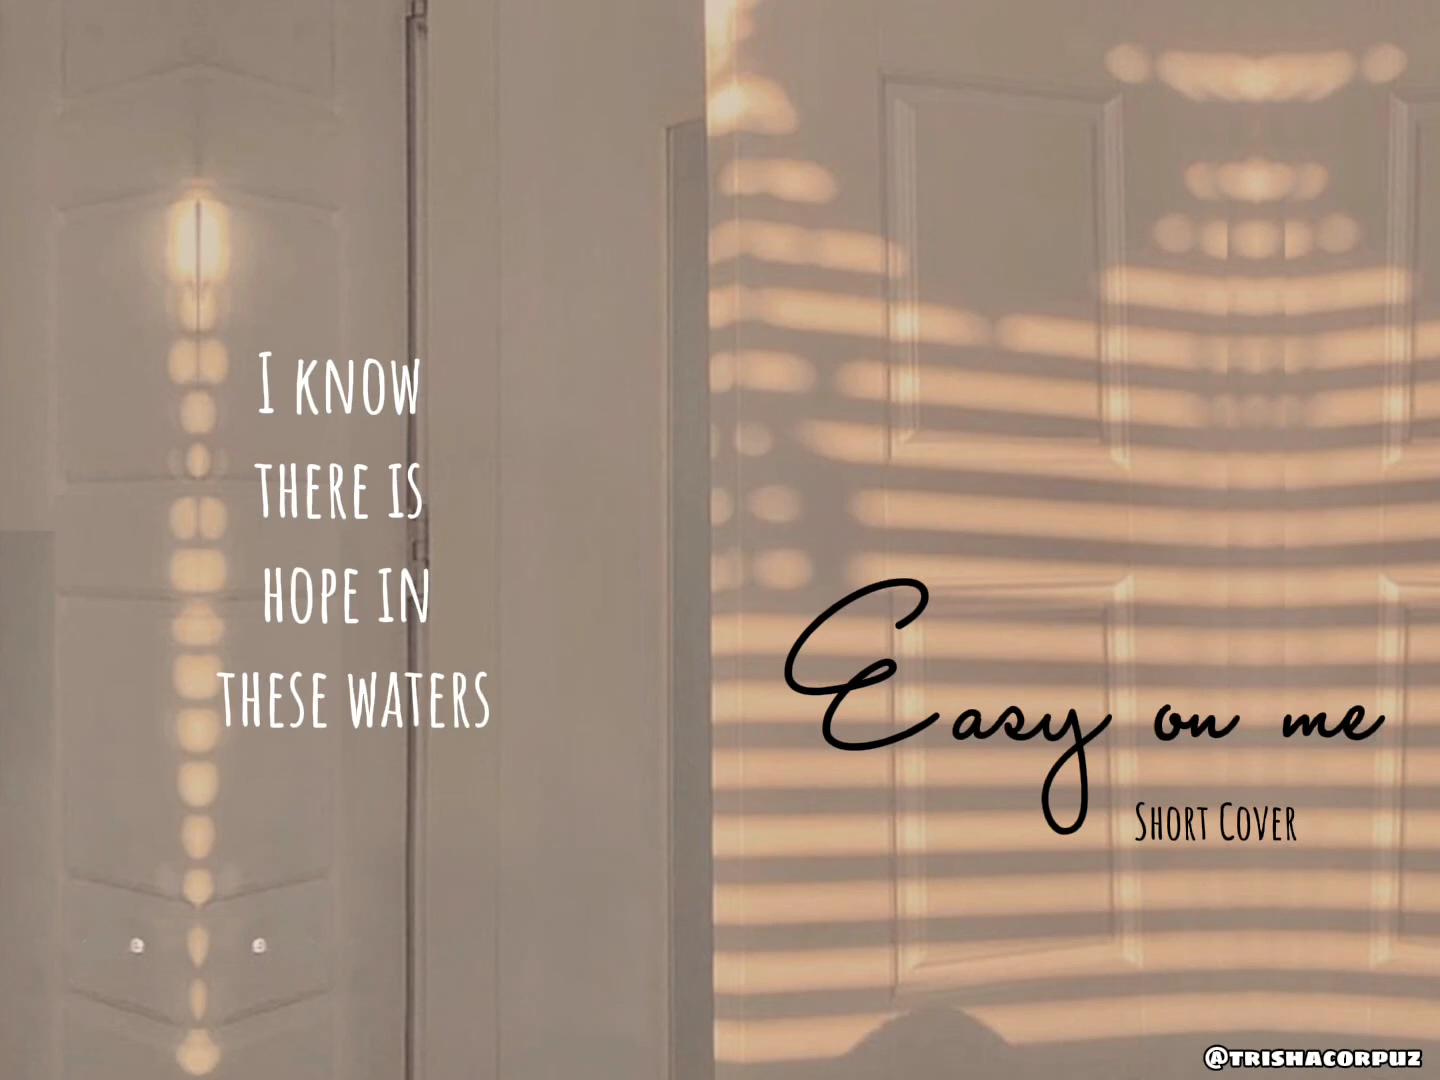 I know
there is
hope in
these waters
Easy on me
Short Cover
@trishacorpuz